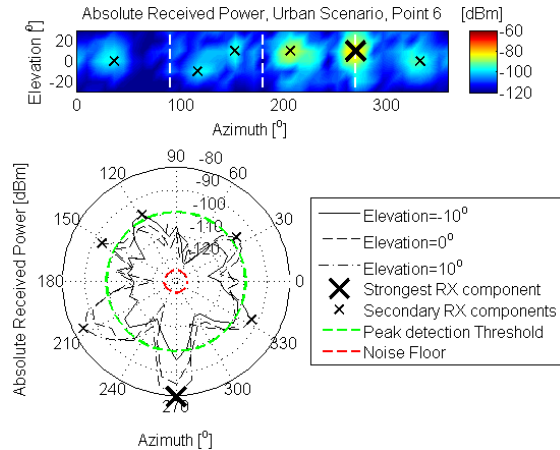 Absolute Received Power, Urban Scenario, Point 6
[dBm]
Elevation [º]
20
0
-20
0
100
200
300
Azimuth [º]
-60
-80
-100
-120
Absolute Received Power [dBm]
90
-80
120
60
-90
-100
150
30
-110
-120
180
0
210
330
240
300
270
Azimuth [º]
Elevation=-10º
Elevation=0º
Elevation=10º
Strongest RX component
Secondary RX components
Peak detection Threshold
Noise Floor